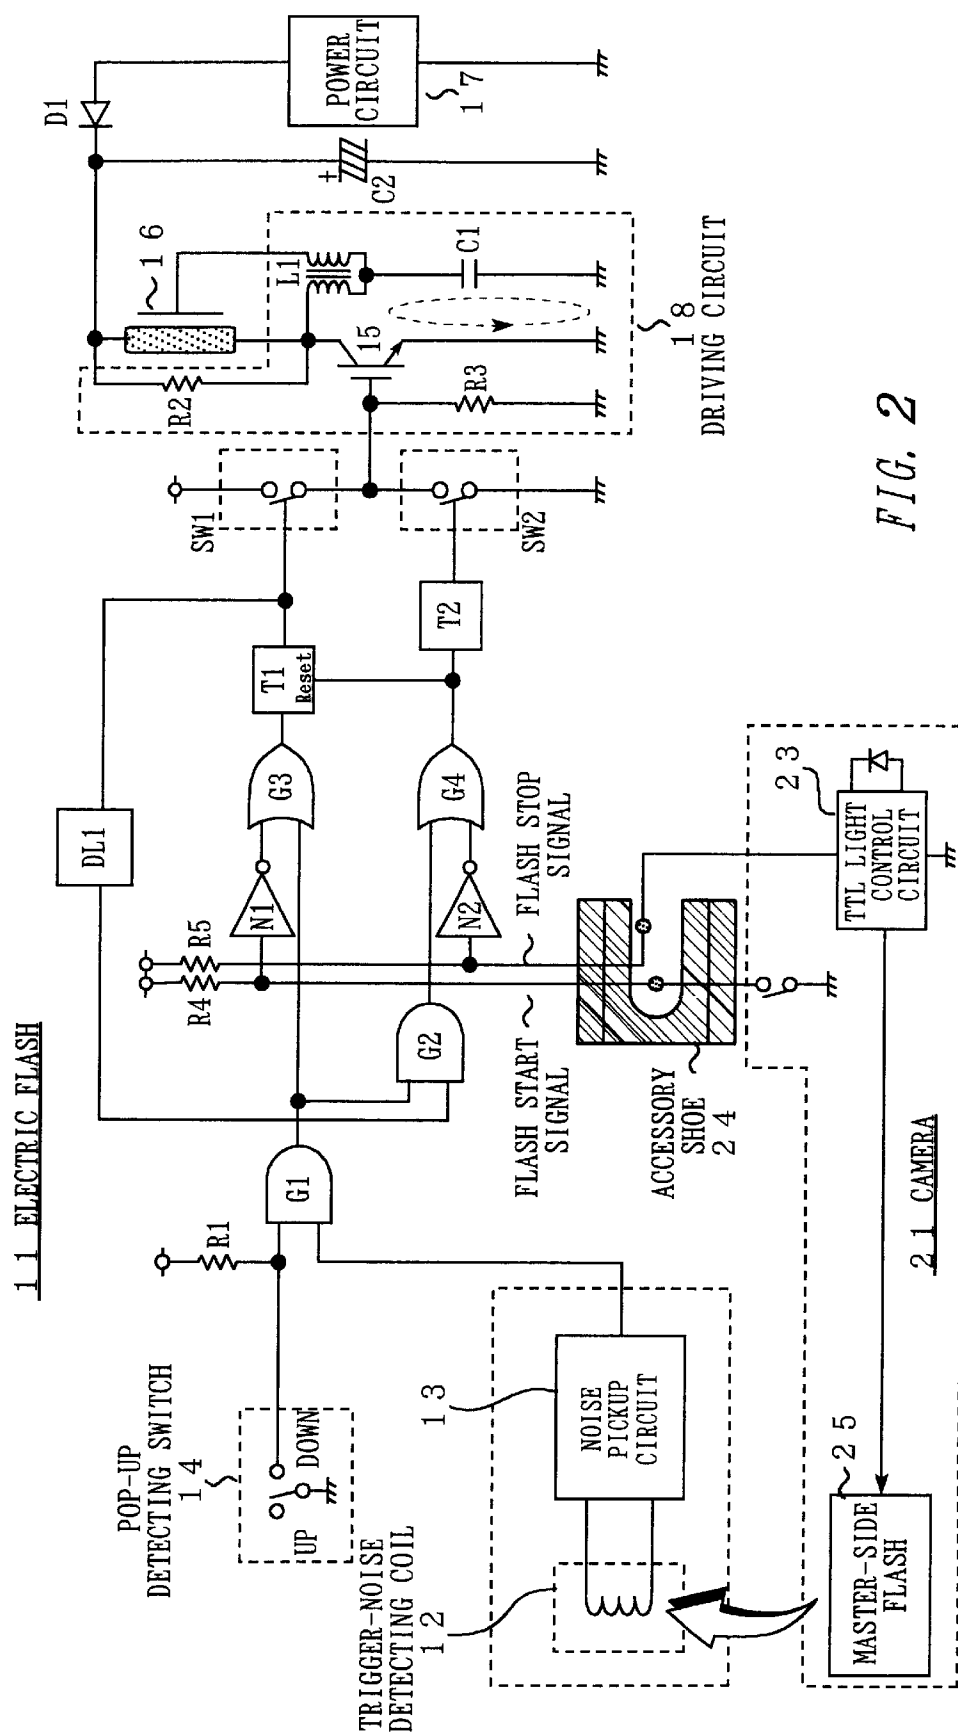 11 ELECTRIC FLASH
POP-UP
DETECTING SWITCH
14
UP
DOWN
R1
G1
TRIGGER-NOISE
DETECTING COIL
12
13
NOISE
PICKUP
CIRCUIT
MASTER-SIDE
FLASH
25
21 CAMERA
DL1
R4
R5
N1
N2
G2
G3
G4
FLASH START
SIGNAL
FLASH STOP
SIGNAL
ACCESSORY
SHOE
24
TTL LIGHT
CONTROL
CIRCUIT
23
T1
Reset
T2
SW1
SW2
R2
R3
15
16
L1
C1
18
DRIVING CIRCUIT
D1
+
C2
POWER
CIRCUIT
17
FIG. 2